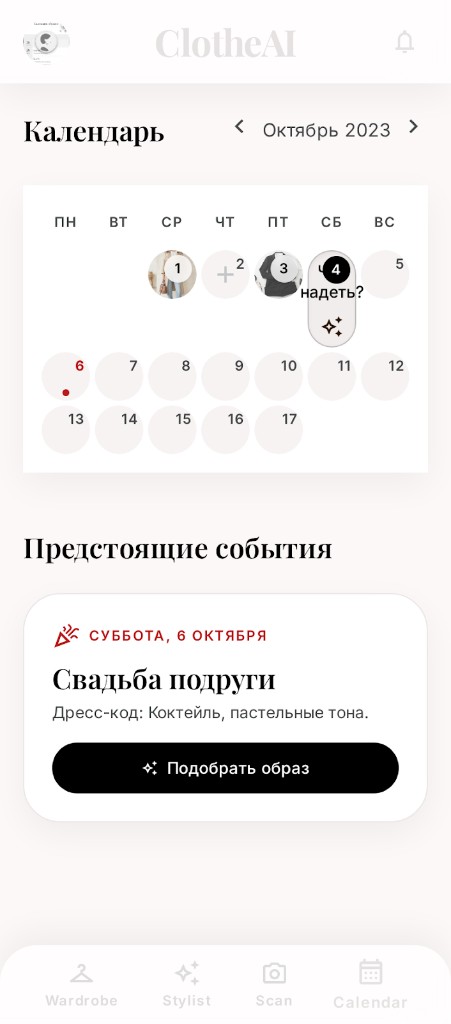 ClotheAI
Календарь
Октябрь 2023
ПН ВТ СР ЧТ ПТ СБ ВС
1 2 3 4 5
надеть?
6 7 8 9 10 11 12
13 14 15 16 17
Предстоящие события
СУББОТА, 6 ОКТЯБРЯ
Свадьба подруги
Дресс-код: Коктейль, пастельные тона.
Подобрать образ
Wardrobe Stylist Scan Calendar